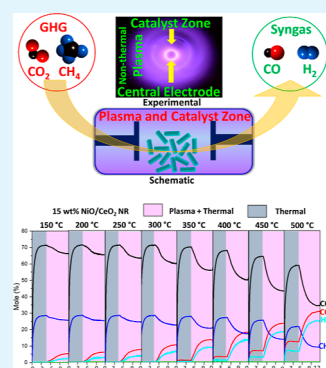 GHG
CO2 CH4
Non-thermal Plasma
Catalyst Zone
Central Electrode
Experimental
Syngas
CO H2
Plasma and Catalyst Zone
Schematic
15 wt% NiO/CeO2 NR Plasma + Thermal Thermal
150 °C 200 °C 250 °C 300 °C 350 °C 400 °C 450 °C 500 °C
Mole (%)
80
70
60
50
40
30
20
10
0